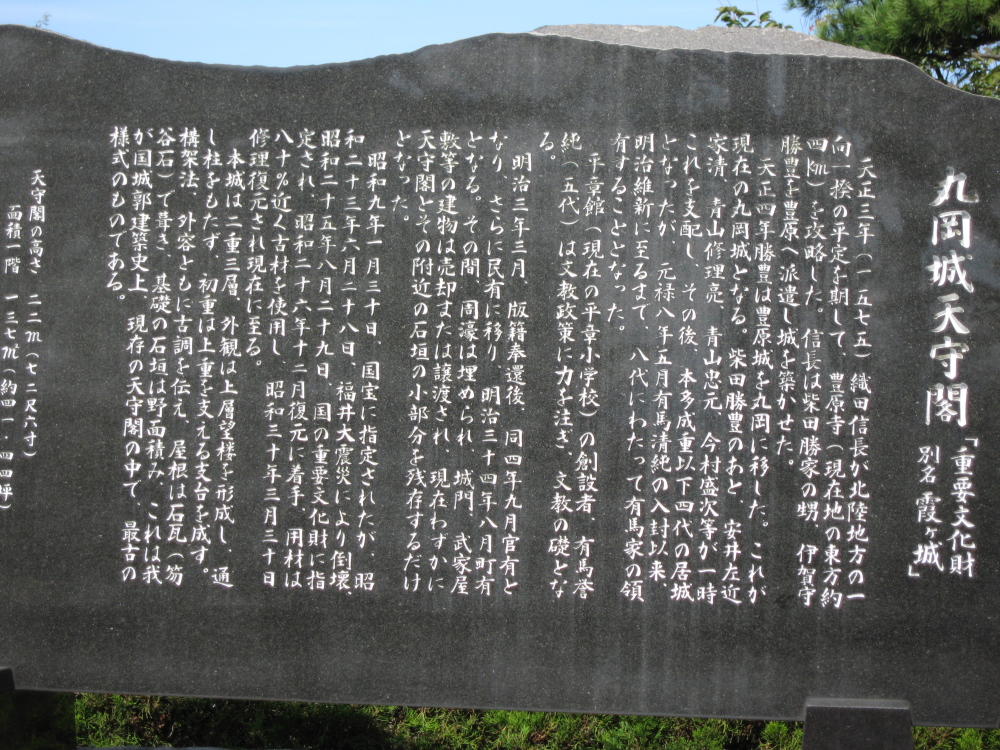 丸岡城天守閣
「重要文化財
別名 霞ヶ城」
天正三年(一五七五)織田信長が北陸地方の一
向一揆の平定を期して、豊原寺(現在地の東方約
四㎞)を攻略した。信長は柴田勝家の甥 伊賀守
勝豊を豊原へ派遣し城を築かせた。
天正四年勝豊は豊原城を丸岡に移した。これが
現在の丸岡城となる。柴田勝豊のあと 安井左近
家清、青山修理亮、青山忠元 今村盛次等が一時
これを支配し、その後、本多成重以下四代の居城
となったが、元禄八年五月有馬清純の入封以来
明治維新に至るまで、八代にわたって有馬家の領
有することとなった。
平章館(現在の平章小学校)の創設者、有馬誉
純(五代)は文教政策に力を注ぎ、文教の礎とな
る。
明治三年三月、版籍奉還後、同四年九月官有と
なり、さらに民有に移り、明治三十四年八月町有
となる。その間、周濠は埋められ、城門、武家屋
敷等の建物は売却または譲渡され、現在わずかに
天守閣とその附近の石垣の小部分を残存するだけ
となった。
昭和九年一月三十日、国宝に指定されたが、昭
和二十三年六月二十八日、福井大震災により倒壊、
昭和二十五年八月二十九日、国の重要文化財に指
定され、昭和二十六年十二月復元に着手、用材は
八十％近く古材を使用し、昭和三十年三月三十日
修理復元され現在に至る。
本城は二重三層、外観は上層望楼を形成し、通
し柱をもたず、初重は上重を支える支台を成す。
構架法、外容ともに古調を伝え、屋根は石瓦(笏
谷石)で葺き、基礎の石垣は野面積み、これは我
が国城郭建築史上、現存の天守閣の中で、最古の
様式のものである。
天守閣の高さ 二二m(七二尺六寸)
面積一階 一三七㎡(約四一・四四坪)